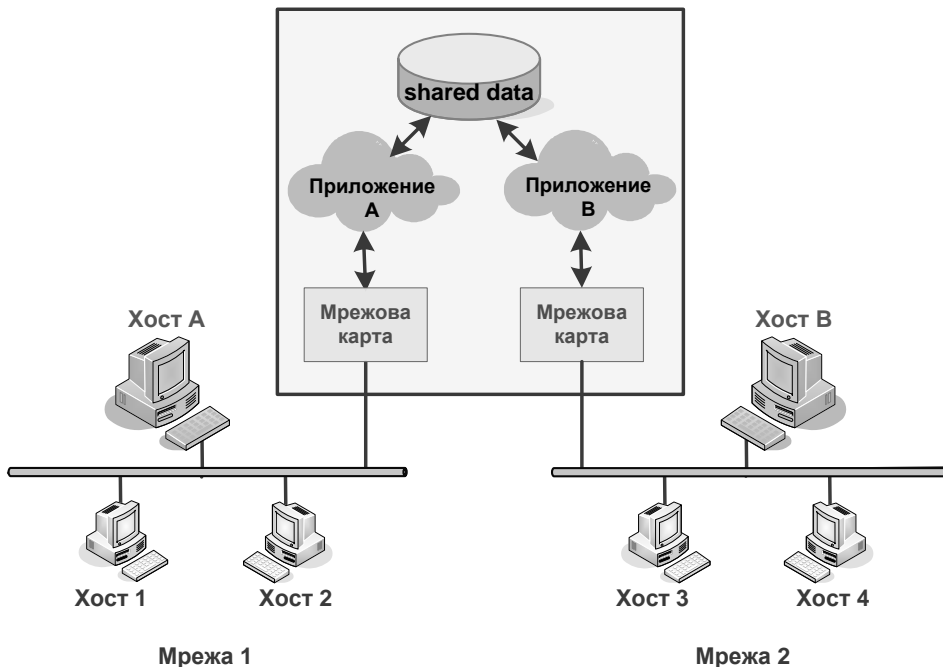 shared data
Приложение
A
Приложение
B
Мрежова
карта
Мрежова
карта
Хост A
Хост B
Хост 1
Хост 2
Хост 3
Хост 4
Мрежа 1
Мрежа 2